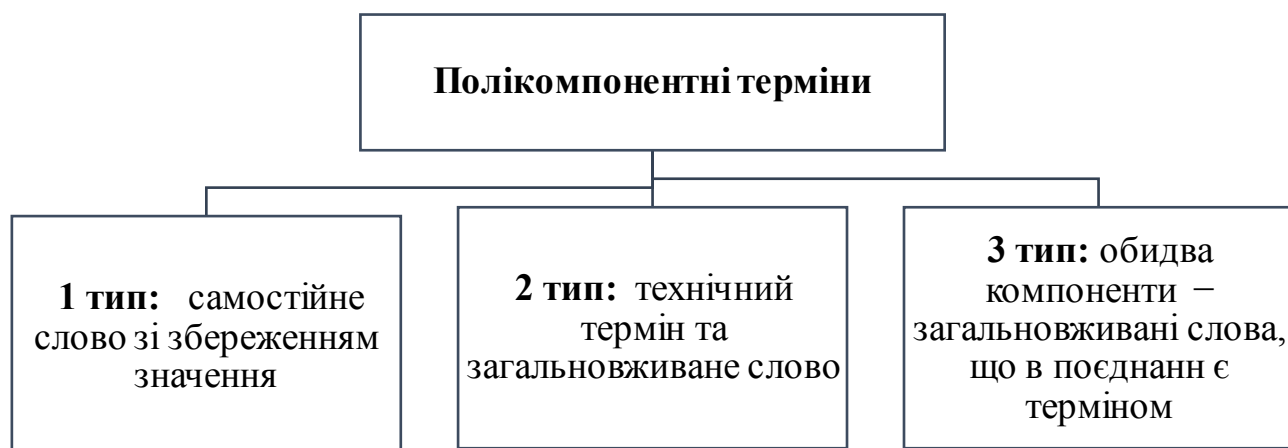 Полікомпонентні терміни
1 тип: самостійне
слово зі збереженням
значення
2 тип: технічний
термін та
загальновживане слово
3 тип: обидва
компоненти −
загальновживані слова,
що в поєднанн є
терміном